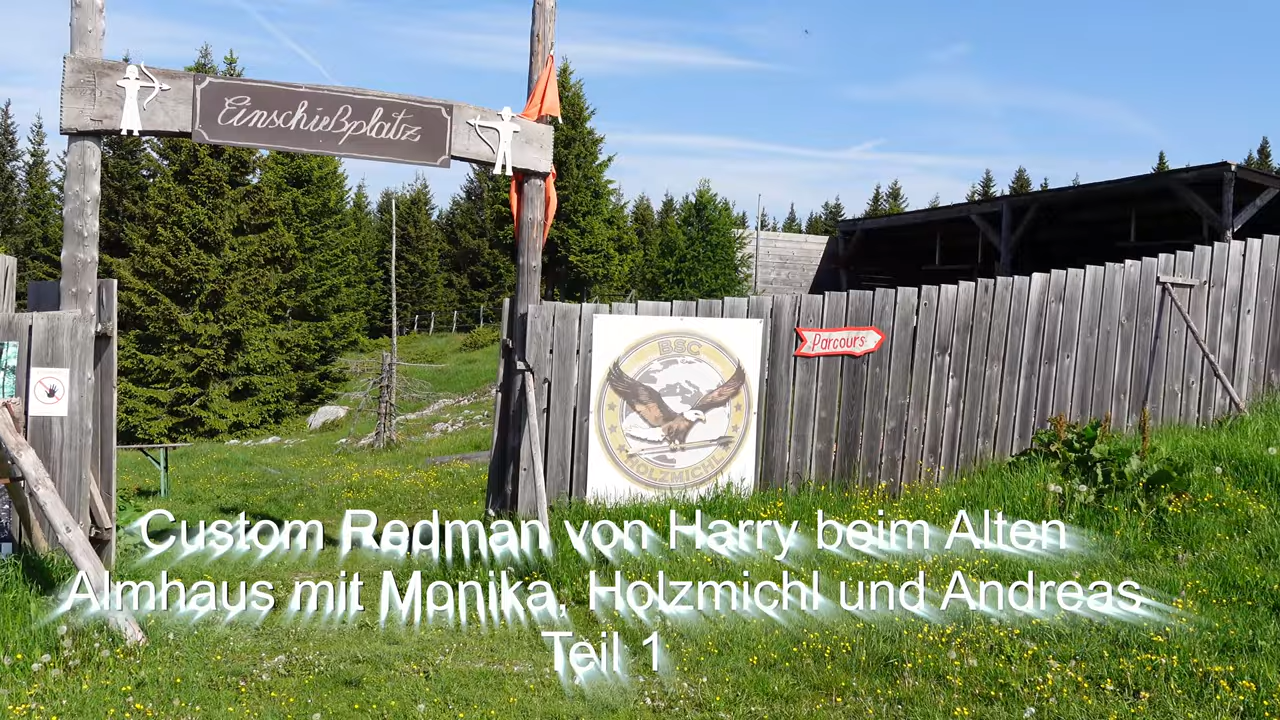 Einschießplatz
Parcours
BSC
HOLZMICHL
Custom Redman von Harry beim Alten
Almhaus mit Monika, Holzmichl und Andreas
Teil 1